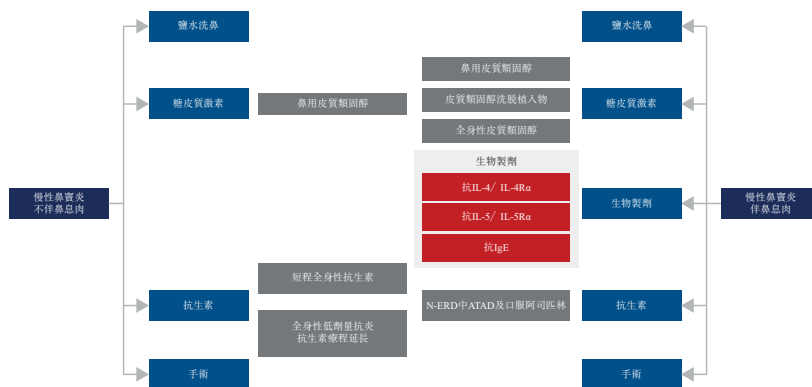 慢性鼻竇炎
不伴鼻息肉
鹽水洗鼻
糖皮質激素
抗生素
手術
鼻用皮質類固醇
短程全身性抗生素
全身性低劑量抗炎
抗生素療程延長
鼻用皮質類固醇
皮質類固醇洗脱植入物
全身性皮質類固醇
生物製劑
抗IL-4/ IL-4Rα
抗IL-5/ IL-5Rα
抗IgE
N-ERD中ATAD及口服阿司匹林
鹽水洗鼻
糖皮質激素
生物製劑
抗生素
手術
慢性鼻竇炎
伴鼻息肉